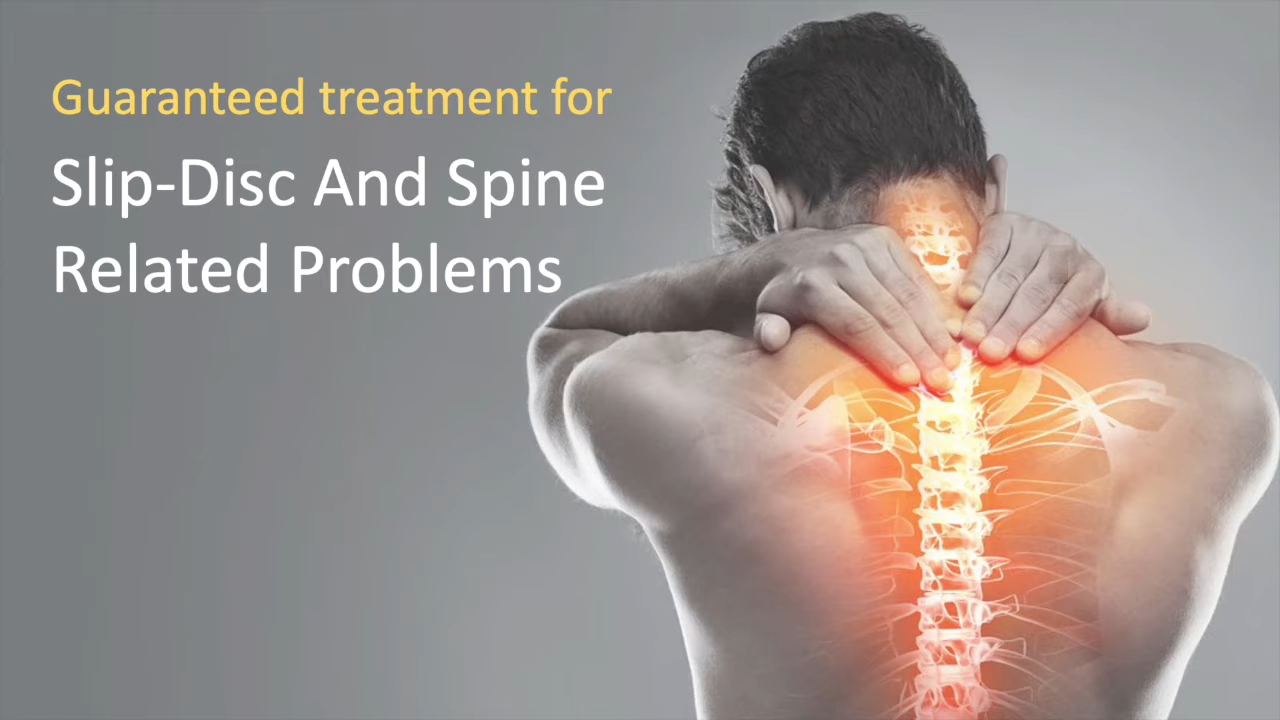 Guaranteed treatment for
Slip-Disc And Spine
Related Problems